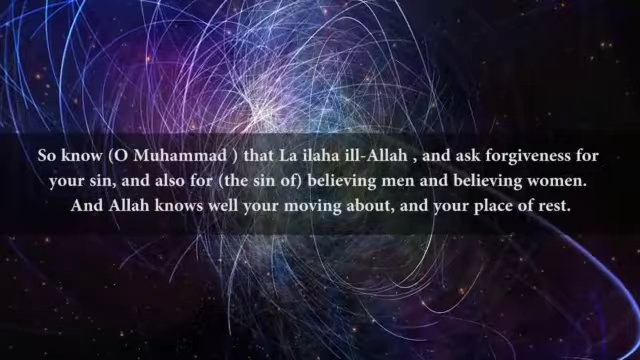 So know (O Muhammad ) that La ilaha ill-Allah , and ask forgiveness for
your sin, and also for (the sin of) believing men and believing women.
And Allah knows well your moving about, and your place of rest.